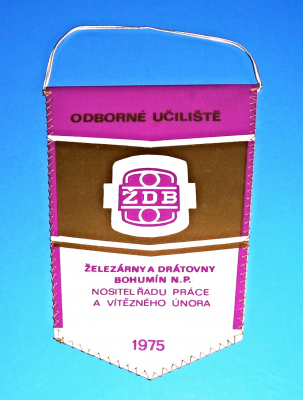 ODBORNÉ UČILIŠTĚ
ŽDB
ŽELEZÁRNY A DRÁTOVNY
BOHUMÍN N.P.
NOSITEL ŘADU PRÁCE
A VÍTĚZNÉHO ÚNORA
1975